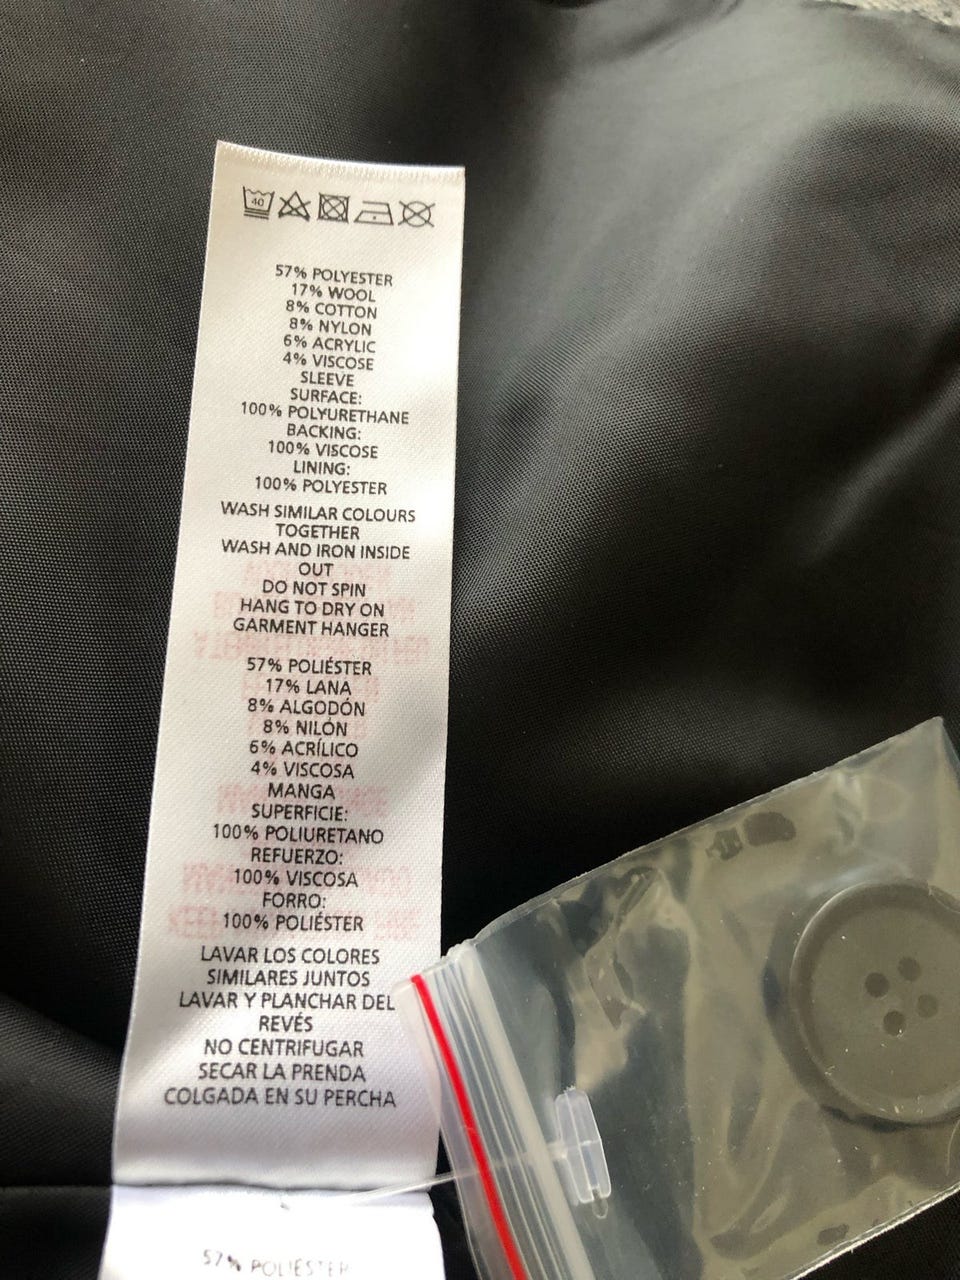 40
57% POLYESTER
17% WOOL
8% COTTON
8% NYLON
6% ACRYLIC
4% VISCOSE
SLEEVE
SURFACE:
100% POLYURETHANE
BACKING:
100% VISCOSE
LINING:
100% POLYESTER
WASH SIMILAR COLOURS
TOGETHER
WASH AND IRON INSIDE
OUT
DO NOT SPIN
HANG TO DRY ON
GARMENT HANGER
57% POLIÉSTER
17% LANA
8% ALGODÓN
8% NILÓN
6% ACRÍLICO
4% VISCOSA
MANGA
SUPERFICIE:
100% POLIURETANO
REFUERZO:
100% VISCOSA
FORRO:
100% POLIÉSTER
LAVAR LOS COLORES
SIMILARES JUNTOS
LAVAR Y PLANCHAR DEL
REVÉS
NO CENTRIFUGAR
SECAR LA PRENDA
COLGADA EN SU PERCHA
57% POLIESTER